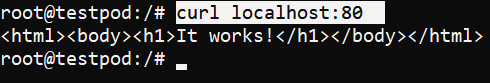 root@testpod:/# curl localhost:80
<html><body><h1>It works!</h1></body></html>
root@testpod:/#